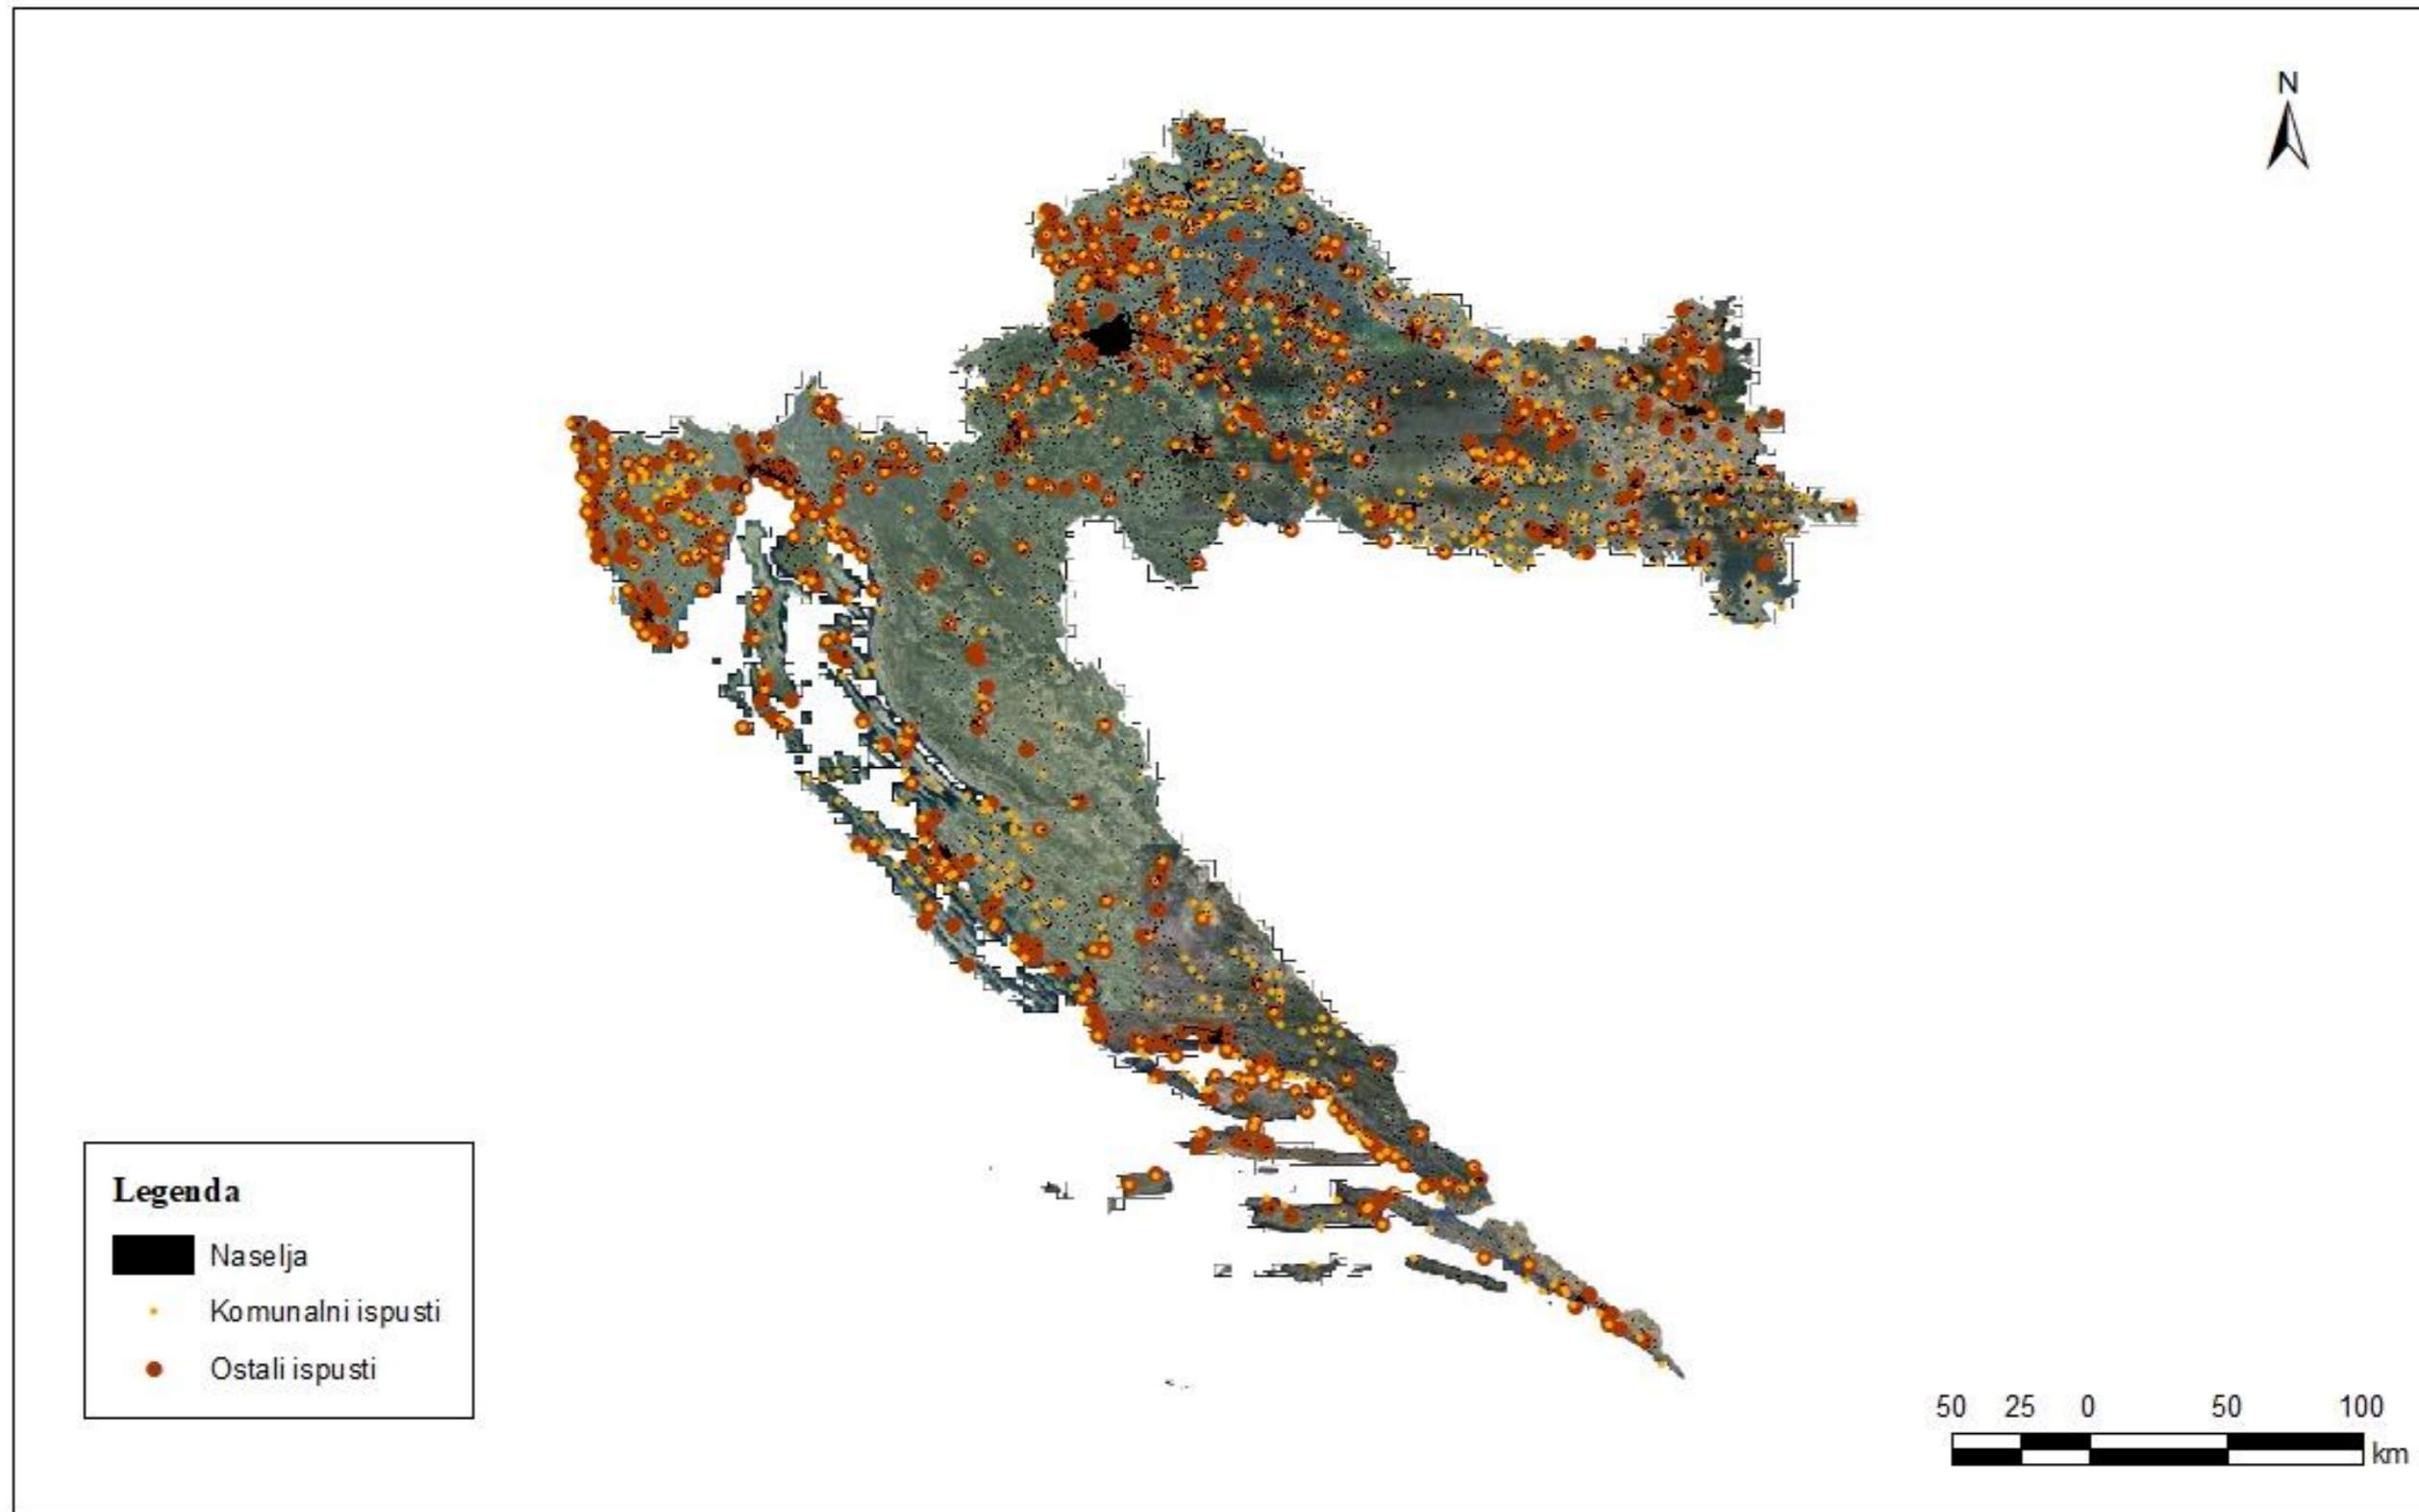 N
Legenda
Naselja
Komunalni ispusti
Ostali ispusti
50 25 0 50 100
km